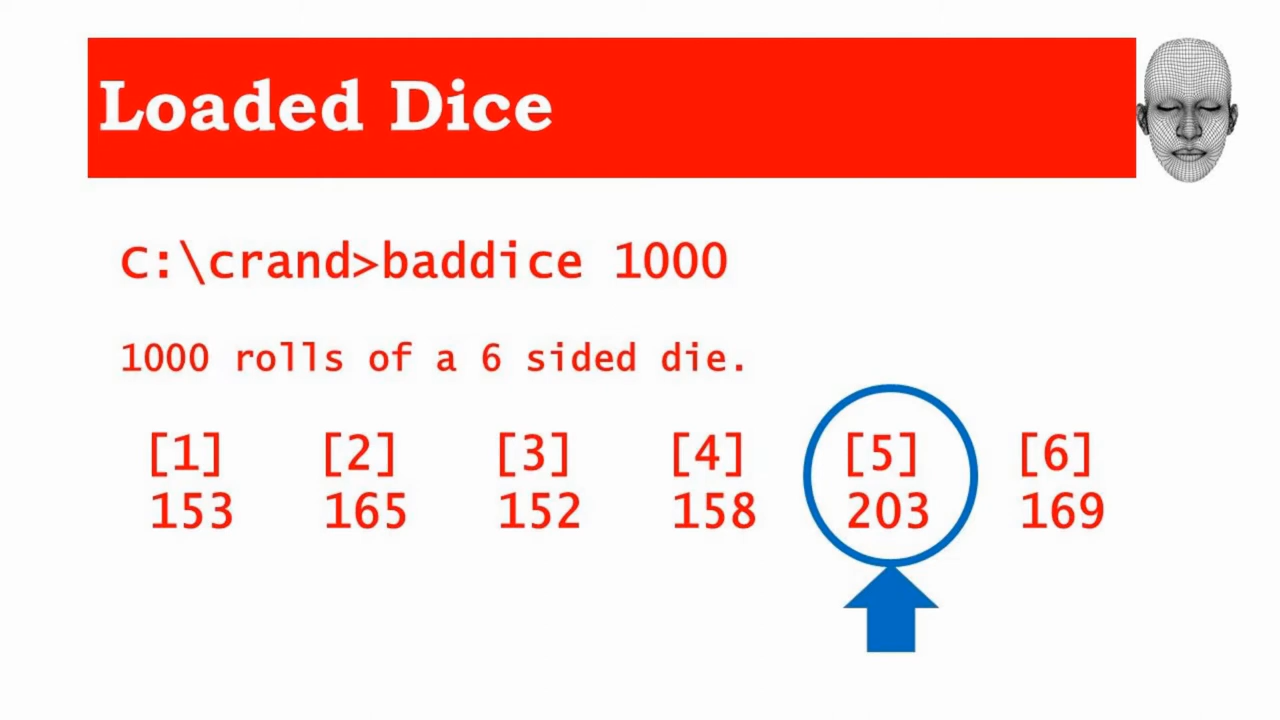 Loaded Dice
C:\crand>baddice 1000
1000 rolls of a 6 sided die.
[1] [2] [3] [4] [5] [6]
153 165 152 158 203 169